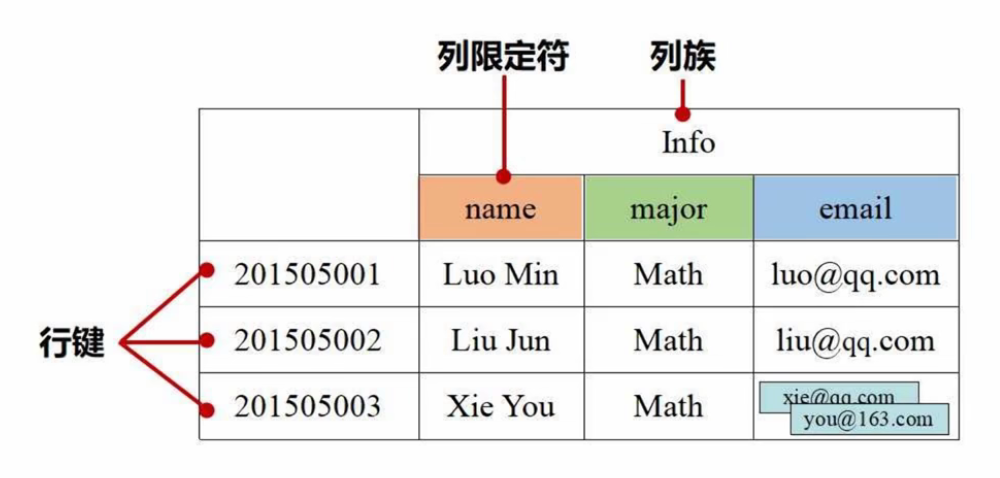 列限定符 列族
Info
name major email
201505001 Luo Min Math luo@qq.com
201505002 Liu Jun Math liu@qq.com
行键
201505003 Xie You Math xie@qq.com
you@163.com